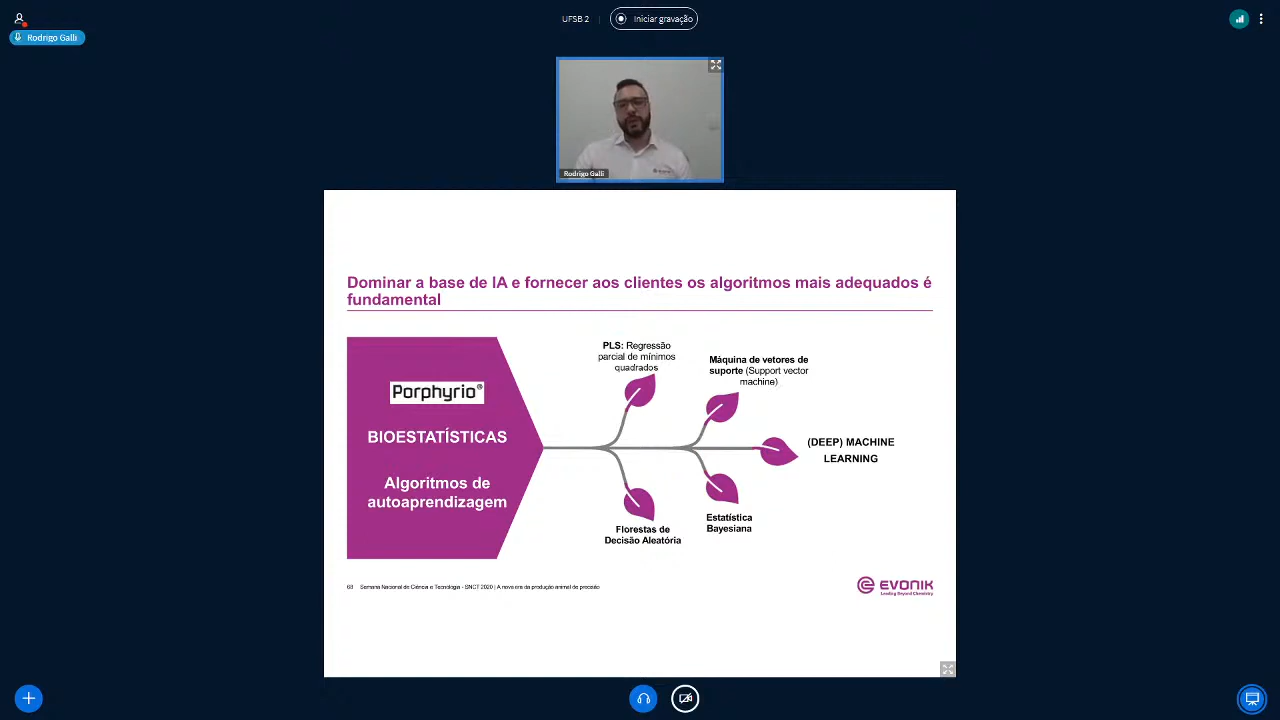 UFSB 2
Iniciar gravação
Rodrigo Galli
Rodrigo Galli
Dominar a base de IA e fornecer aos clientes os algoritmos mais adequados é
fundamental
Porphyrio®
BIOESTATÍSTICAS
Algoritmos de
autoaprendizagem
PLS: Regressão
parcial de mínimos
quadrados
Máquina de vetores de
suporte (Support vector
machine)
(DEEP) MACHINE
LEARNING
Florestas de
Decisão Aleatória
Estatística
Bayesiana
68 Semana Nacional de Ciência e Tecnologia - SNCT 2020 | A nova era da produção animal de precisão
EVONIK
Leading Beyond Chemistry